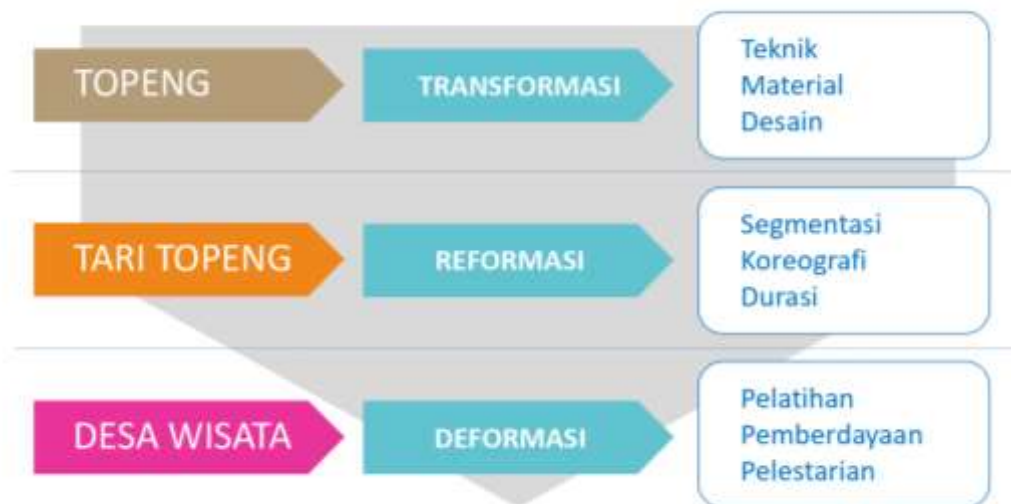 TOPENG
TRANSFORMASI
Teknik
Material
Desain
TARI TOPENG
REFORMASI
Segmentasi
Koreografi
Durasi
DESA WISATA
DEFORMASI
Pelatihan
Pemberdayaan
Pelestarian